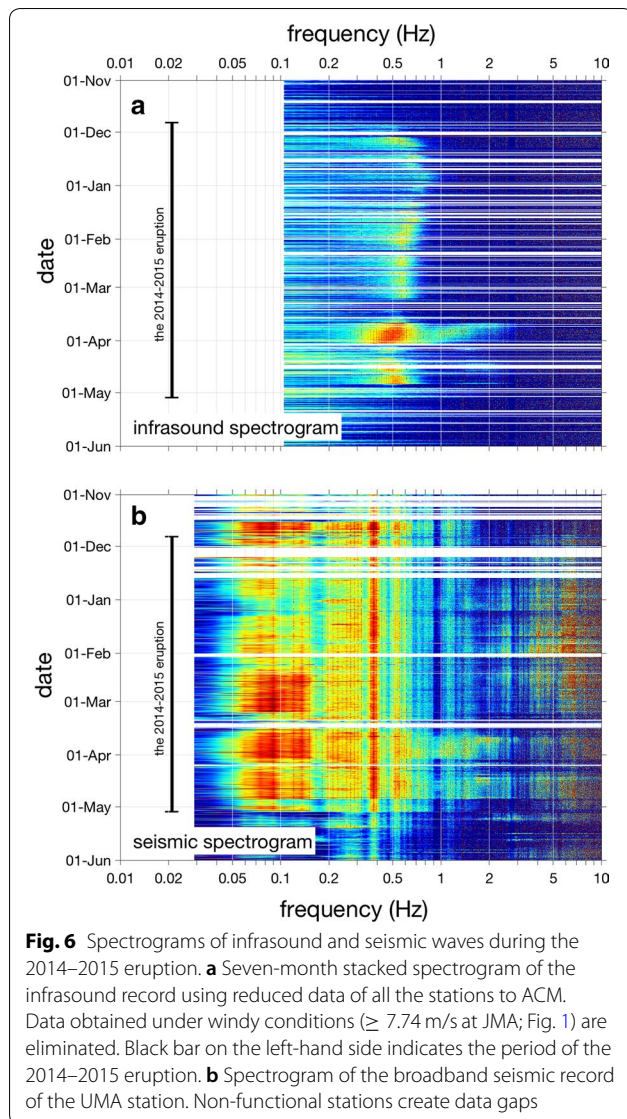 frequency (Hz)
0.01 0.02 0.05 0.1 0.2 0.5 1 2 5 10
a
01-Nov
01-Dec
01-Jan
01-Feb
01-Mar
01-Apr
01-May
01-Jun
date
the 2014-2015 eruption
infrasound spectrogram
b
01-Nov
01-Dec
01-Jan
01-Feb
01-Mar
01-Apr
01-May
01-Jun
date
the 2014-2015 eruption
seismic spectrogram
0.01 0.02 0.05 0.1 0.2 0.5 1 2 5 10
frequency (Hz)
Fig. 6 Spectrograms of infrasound and seismic waves during the
2014–2015 eruption. a Seven-month stacked spectrogram of the
infrasound record using reduced data of all the stations to ACM.
Data obtained under windy conditions (≥ 7.74 m/s at JMA; Fig. 1) are
eliminated. Black bar on the left-hand side indicates the period of the
2014–2015 eruption. b Spectrogram of the broadband seismic record
of the UMA station. Non-functional stations create data gaps